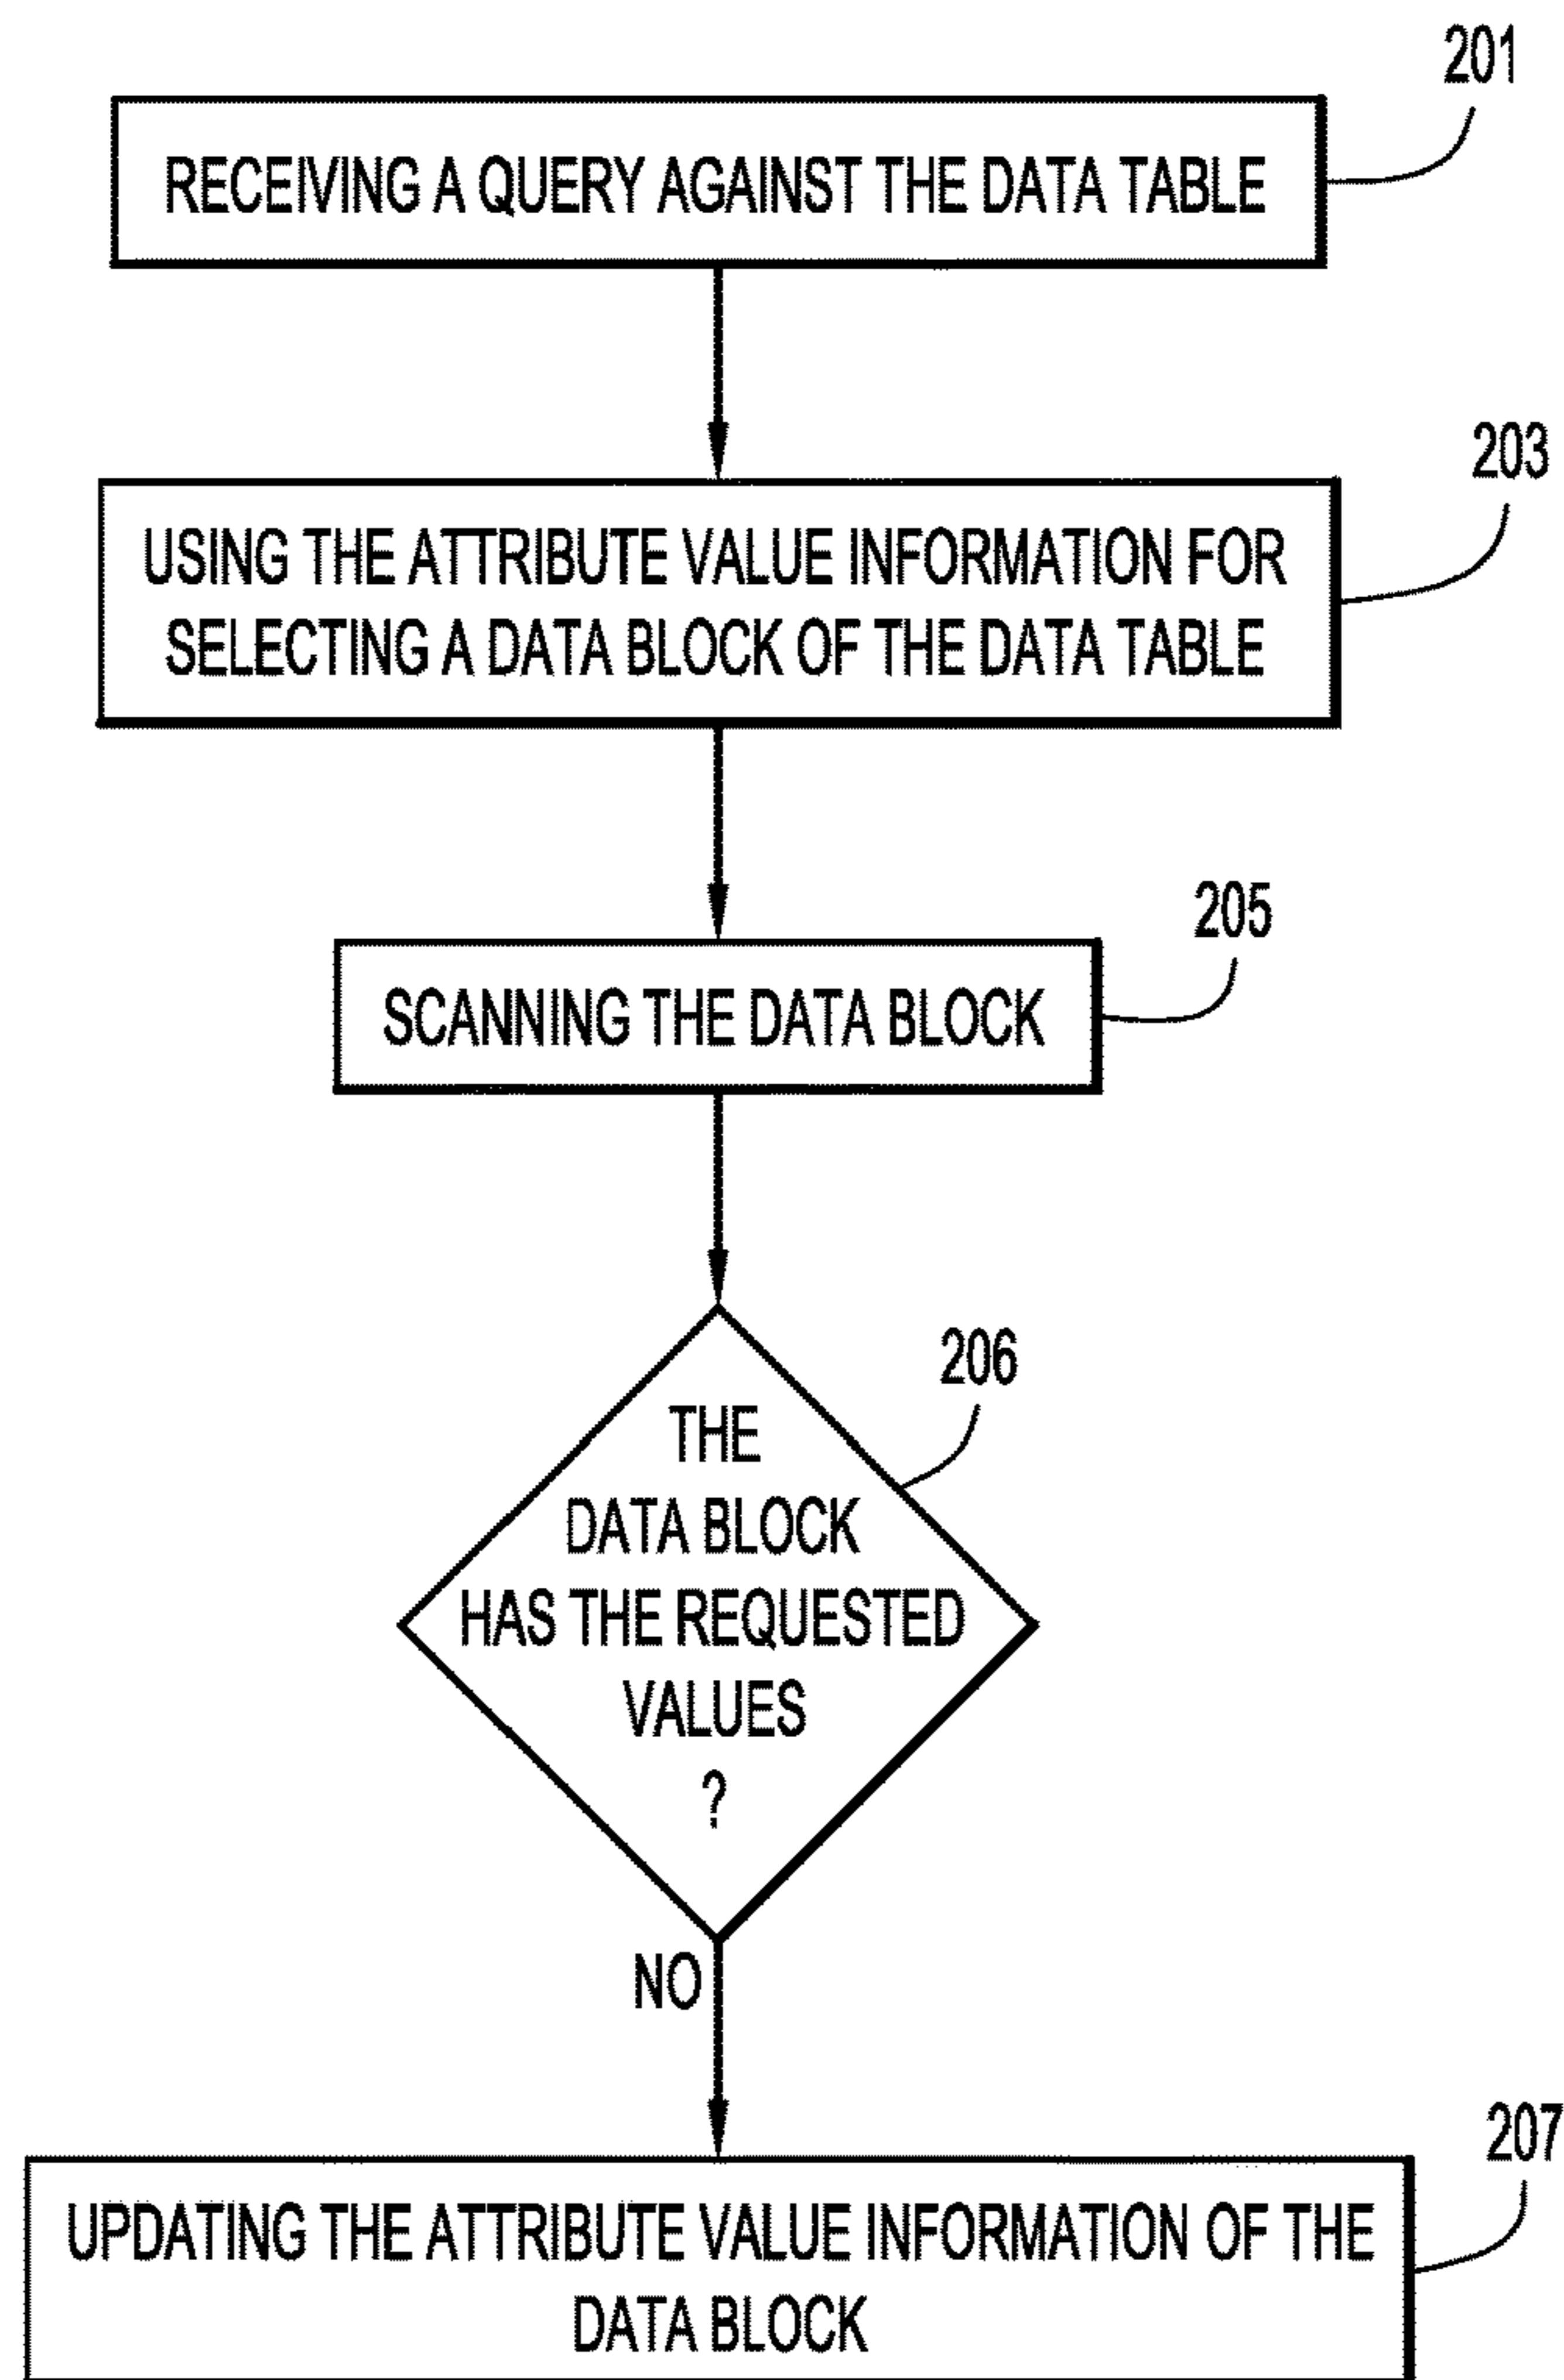 201
RECEIVING A QUERY AGAINST THE DATA TABLE
203
USING THE ATTRIBUTE VALUE INFORMATION FOR
SELECTING A DATA BLOCK OF THE DATA TABLE
205
SCANNING THE DATA BLOCK
206
THE
DATA BLOCK
HAS THE REQUESTED
VALUES
?
NO
207
UPDATING THE ATTRIBUTE VALUE INFORMATION OF THE
DATA BLOCK